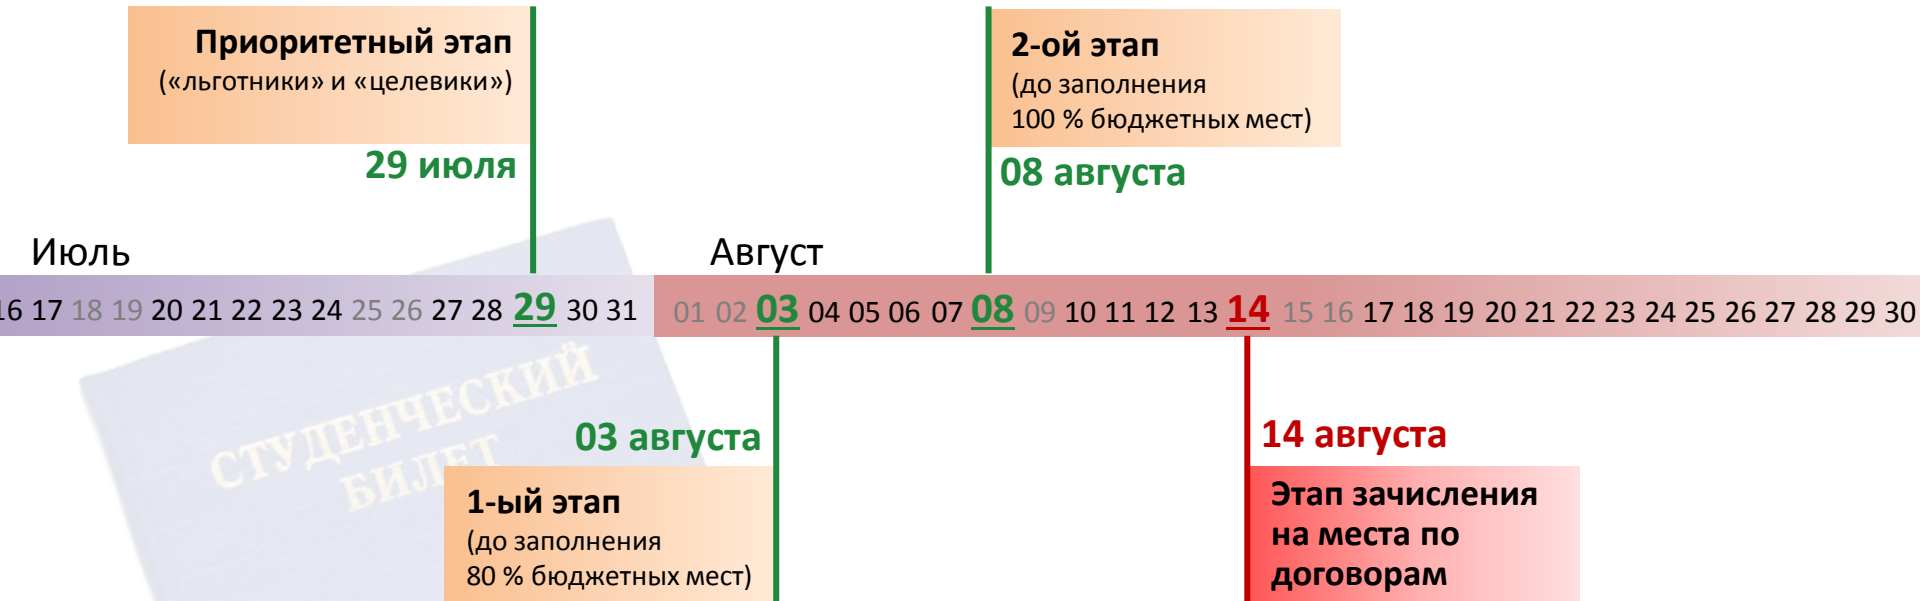 Приоритетный этап
(«льготники» и «целевики»)
29 июля
2-ой этап
(до заполнения
100 % бюджетных мест)
08 августа
Июль
Август
16 17 18 19 20 21 22 23 24 25 26 27 28 29 30 31
01 02 03 04 05 06 07 08 09 10 11 12 13 14 15 16 17 18 19 20 21 22 23 24 25 26 27 28 29 30
СТУДЕНЧЕСКИЙ
БИЛЕТ
03 августа
1-ый этап
(до заполнения
80 % бюджетных мест)
14 августа
Этап зачисления
на места по
договорам